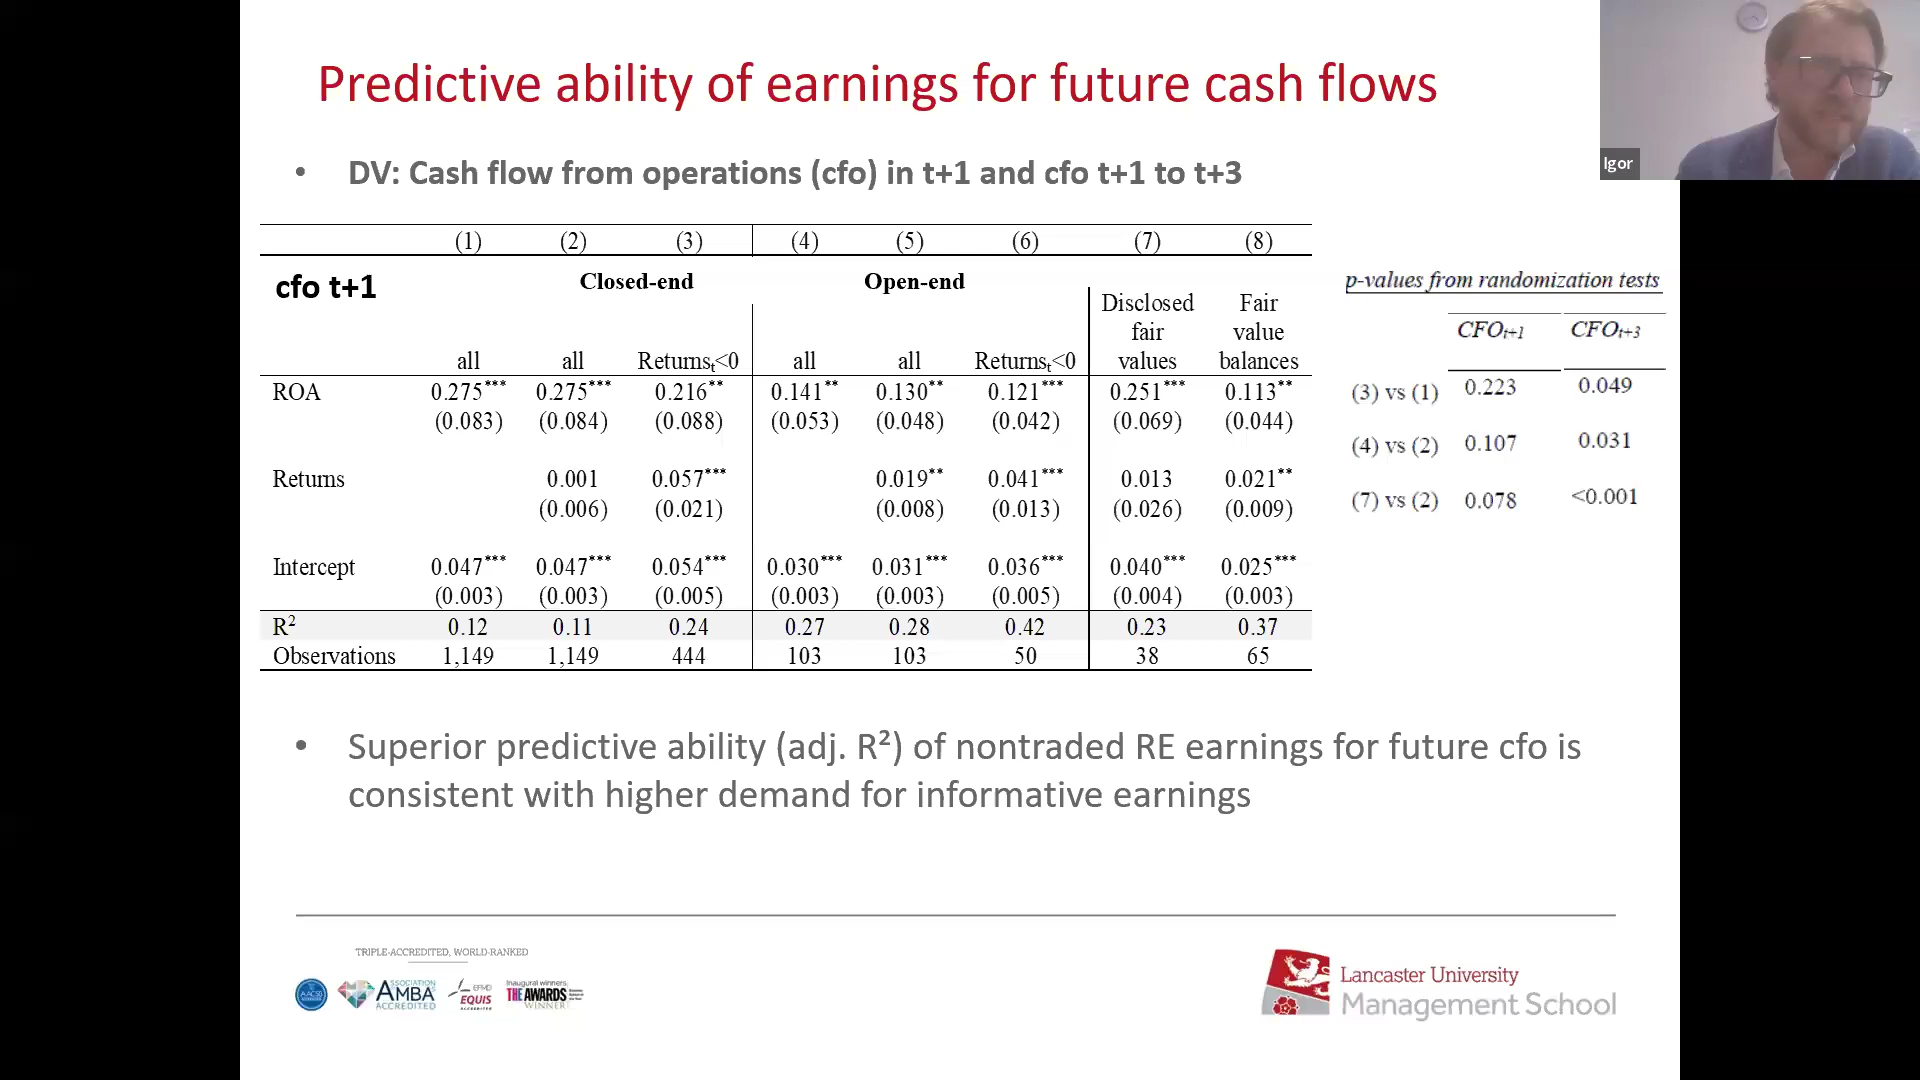 Predictive ability of earnings for future cash flows
Igor
• DV: Cash flow from operations (cfo) in t+1 and cfo t+1 to t+3
(1) (2) (3) (4) (5) (6) (7) (8)
cfo t+1 Closed-end Open-end
Disclosed fair values Fair value balances
all all Returnst<0 all all Returnst<0
ROA 0.275*** 0.275*** 0.216** 0.141** 0.130** 0.121*** 0.251*** 0.113**
(0.083) (0.084) (0.088) (0.053) (0.048) (0.042) (0.069) (0.044)
Returns 0.001 0.057*** 0.019** 0.041*** 0.013 0.021**
(0.006) (0.021) (0.008) (0.013) (0.026) (0.009)
Intercept 0.047*** 0.047*** 0.054*** 0.030*** 0.031*** 0.036*** 0.040*** 0.025***
(0.003) (0.003) (0.005) (0.003) (0.003) (0.005) (0.004) (0.003)
R² 0.12 0.11 0.24 0.27 0.28 0.42 0.23 0.37
Observations 1,149 1,149 444 103 103 50 38 65
p-values from randomization tests
CFOt+1 CFOt+3
(3) vs (1) 0.223 0.049
(4) vs (2) 0.107 0.031
(7) vs (2) 0.078 <0.001
• Superior predictive ability (adj. R²) of nontraded RE earnings for future cfo is
consistent with higher demand for informative earnings
TRIPLE-ACCREDITED, WORLD-RANKED
AACSB
ASSOCIATION
AMBA
ACCREDITED
EFMD
EQUIS
ACCREDITED
Inaugural winners
THE AWARDS
WINNER
Lancaster University
Management School